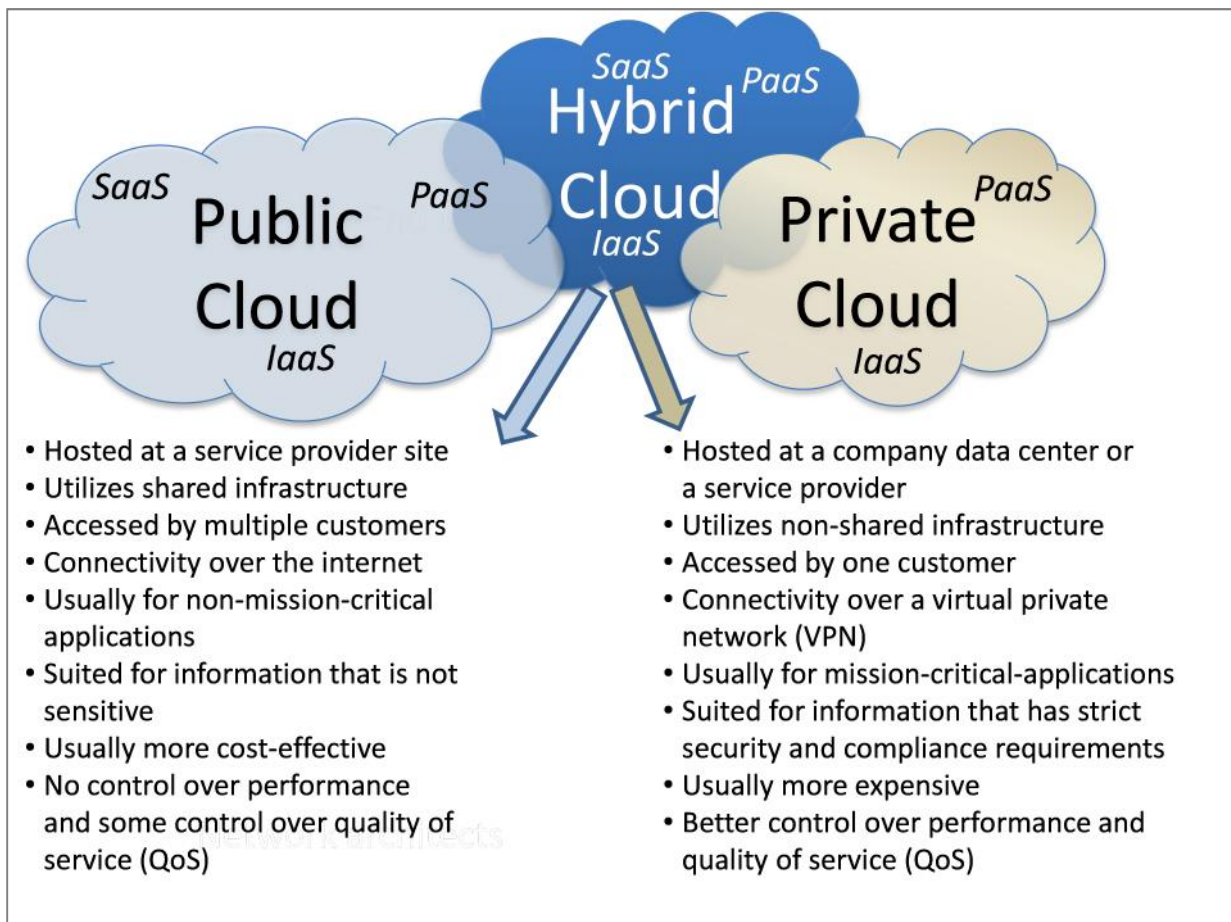 SaaS
PaaS
Hybrid
Cloud
IaaS
SaaS
PaaS
Public
Cloud
IaaS
PaaS
Private
Cloud
IaaS
• Hosted at a service provider site
• Utilizes shared infrastructure
• Accessed by multiple customers
• Connectivity over the internet
• Usually for non-mission-critical
applications
• Suited for information that is not
sensitive
• Usually more cost-effective
• No control over performance
and some control over quality of
service (QoS)
Network architects
• Hosted at a company data center or
a service provider
• Utilizes non-shared infrastructure
• Accessed by one customer
• Connectivity over a virtual private
network (VPN)
• Usually for mission-critical-applications
• Suited for information that has strict
security and compliance requirements
• Usually more expensive
• Better control over performance and
quality of service (QoS)